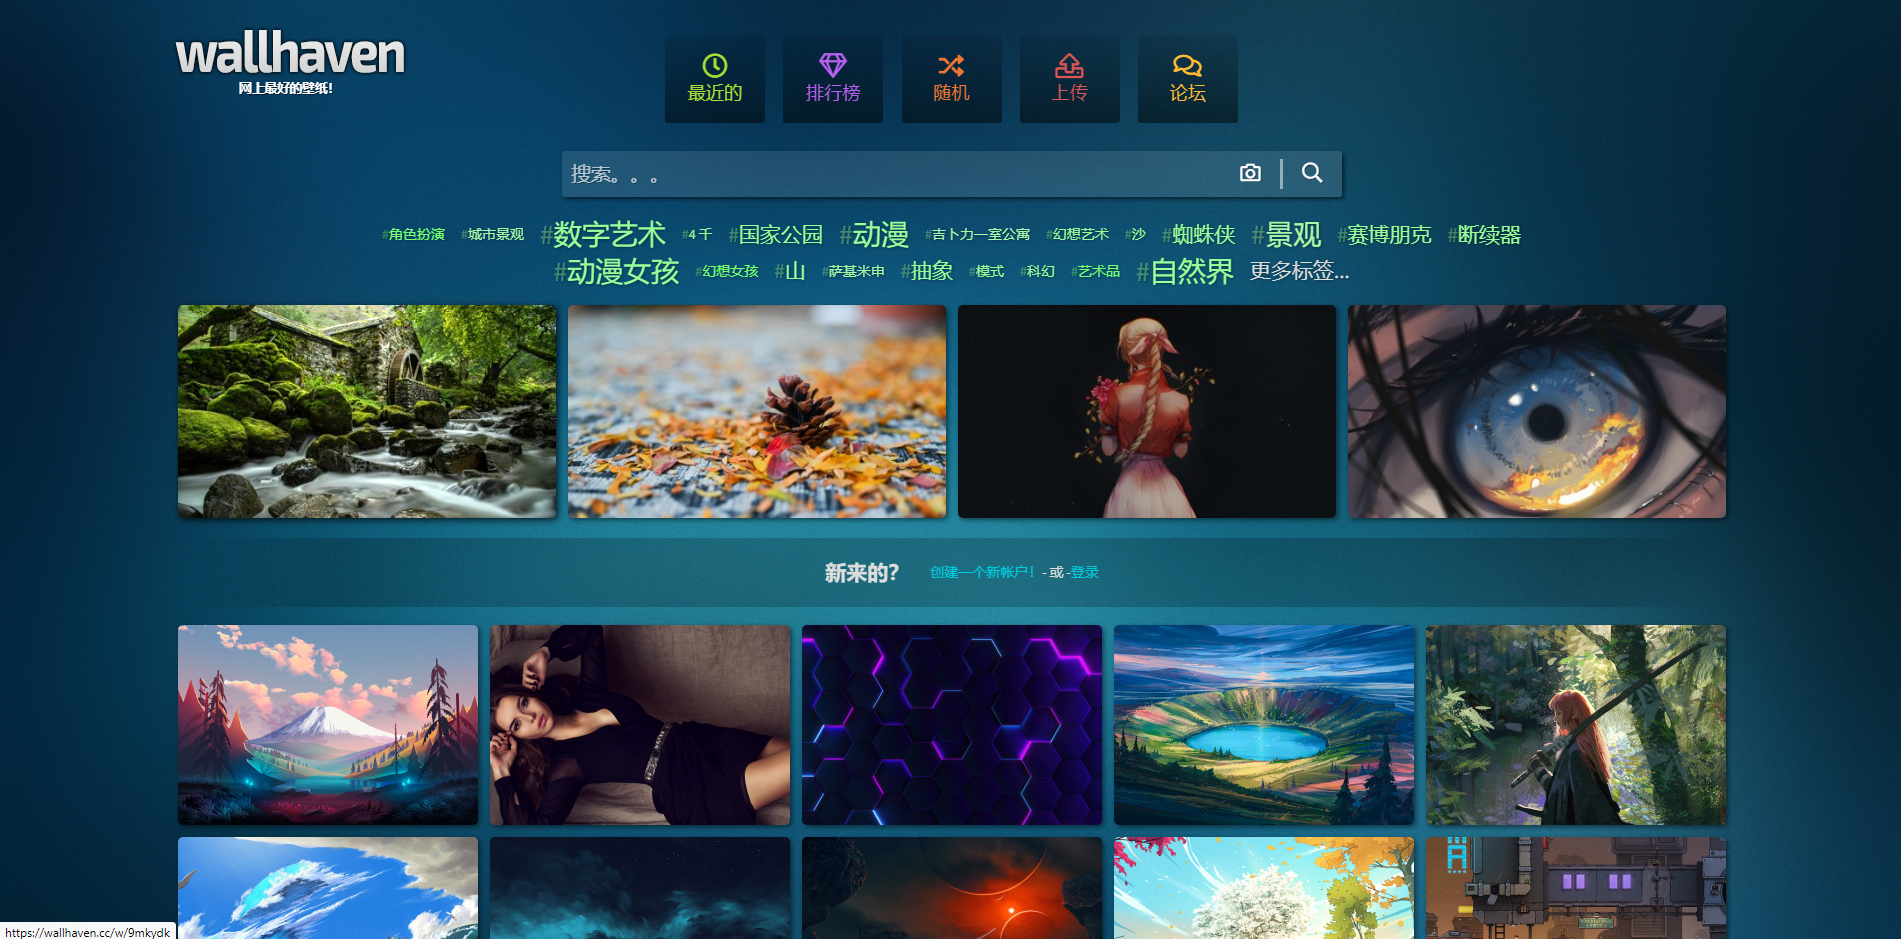 wallhaven
网上最好的壁纸!
最近的 排行榜 随机 上传 论坛
搜索。。。
#角色扮演 #城市景观 #数字艺术 #4 千 #国家公园 #动漫 #吉卜力一室公寓 #幻想艺术 #沙 #蜘蛛侠 #景观 #赛博朋克 #断续器
#动漫女孩 #幻想女孩 #山 #萨基米申 #抽象 #模式 #科幻 #艺术品 #自然界 更多标签...
新来的? 创建一个新帐户! - 或 - 登录
https://wallhaven.cc/w/9mkydk